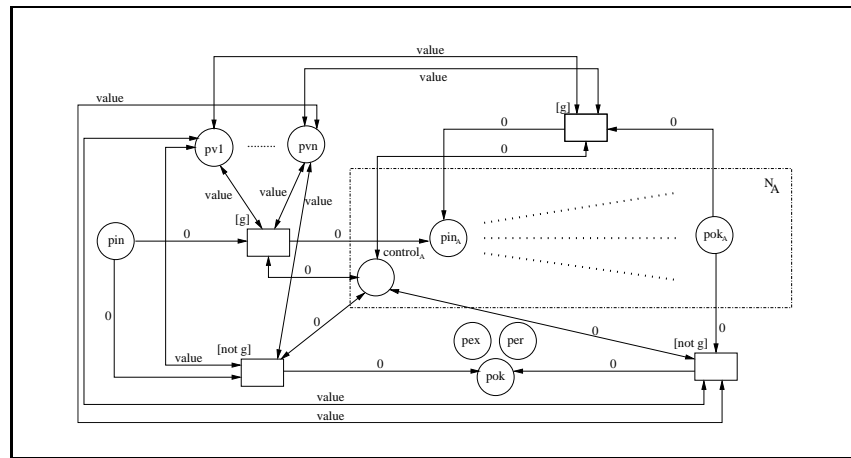 value
value
value
[g]
0
0
0
pv1
........
pvn
value
value
value
N_A
[g]
pin
0
0
pin_A
pok_A
control_A
0
0
0
0
0
[not g]
value
pex
per
[not g]
0
pok
0
value
value